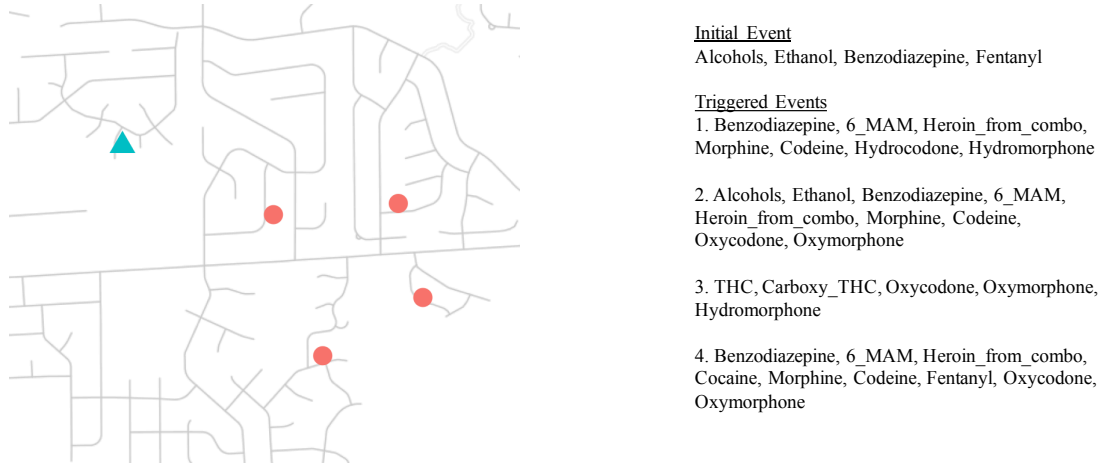 Initial Event
Alcohols, Ethanol, Benzodiazepine, Fentanyl
Triggered Events
1. Benzodiazepine, 6_MAM, Heroin_from_combo,
Morphine, Codeine, Hydrocodone, Hydromorphone
2. Alcohols, Ethanol, Benzodiazepine, 6_MAM,
Heroin_from_combo, Morphine, Codeine,
Oxycodone, Oxymorphone
3. THC, Carboxy_THC, Oxycodone, Oxymorphone,
Hydromorphone
4. Benzodiazepine, 6_MAM, Heroin_from_combo,
Cocaine, Morphine, Codeine, Fentanyl, Oxycodone,
Oxymorphone